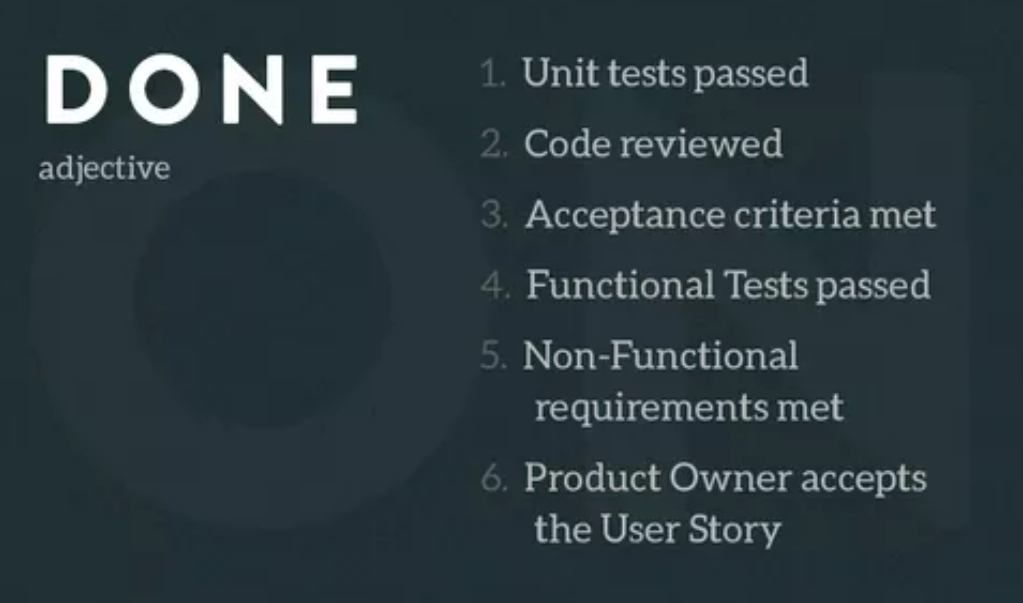 DONE
adjective
1. Unit tests passed
2. Code reviewed
3. Acceptance criteria met
4. Functional Tests passed
5. Non-Functional
requirements met
6. Product Owner accepts
the User Story